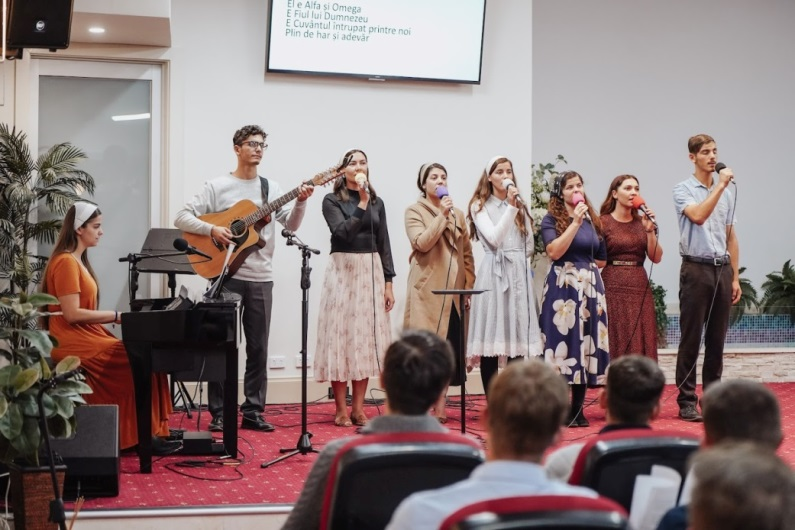 El e Alfa și Omega
E Fiul lui Dumnezeu
E Cuvântul întrupat printre noi
Plin de har și adevăr